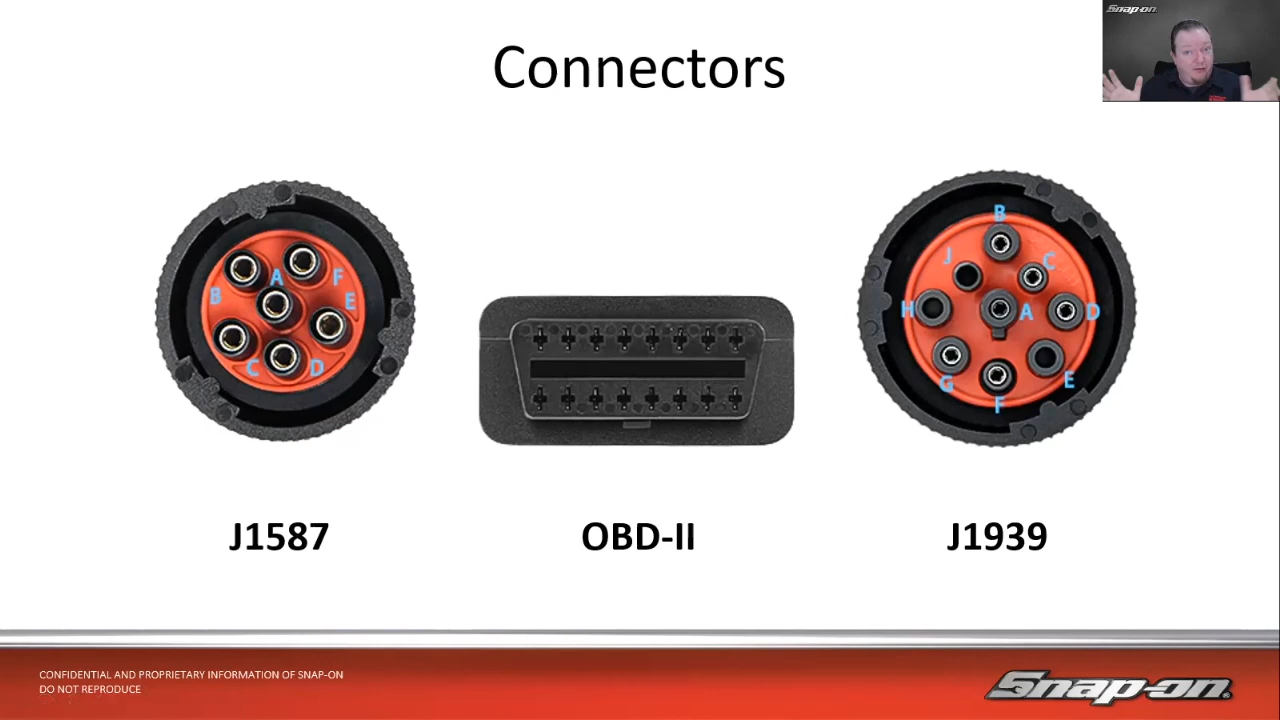 Snap-on
Connectors
A
B
C
D
E
F
A
B
C
D
E
F
G
H
J
J1587
OBD-II
J1939
CONFIDENTIAL AND PROPRIETARY INFORMATION OF SNAP-ON
DO NOT REPRODUCE
Snap-on